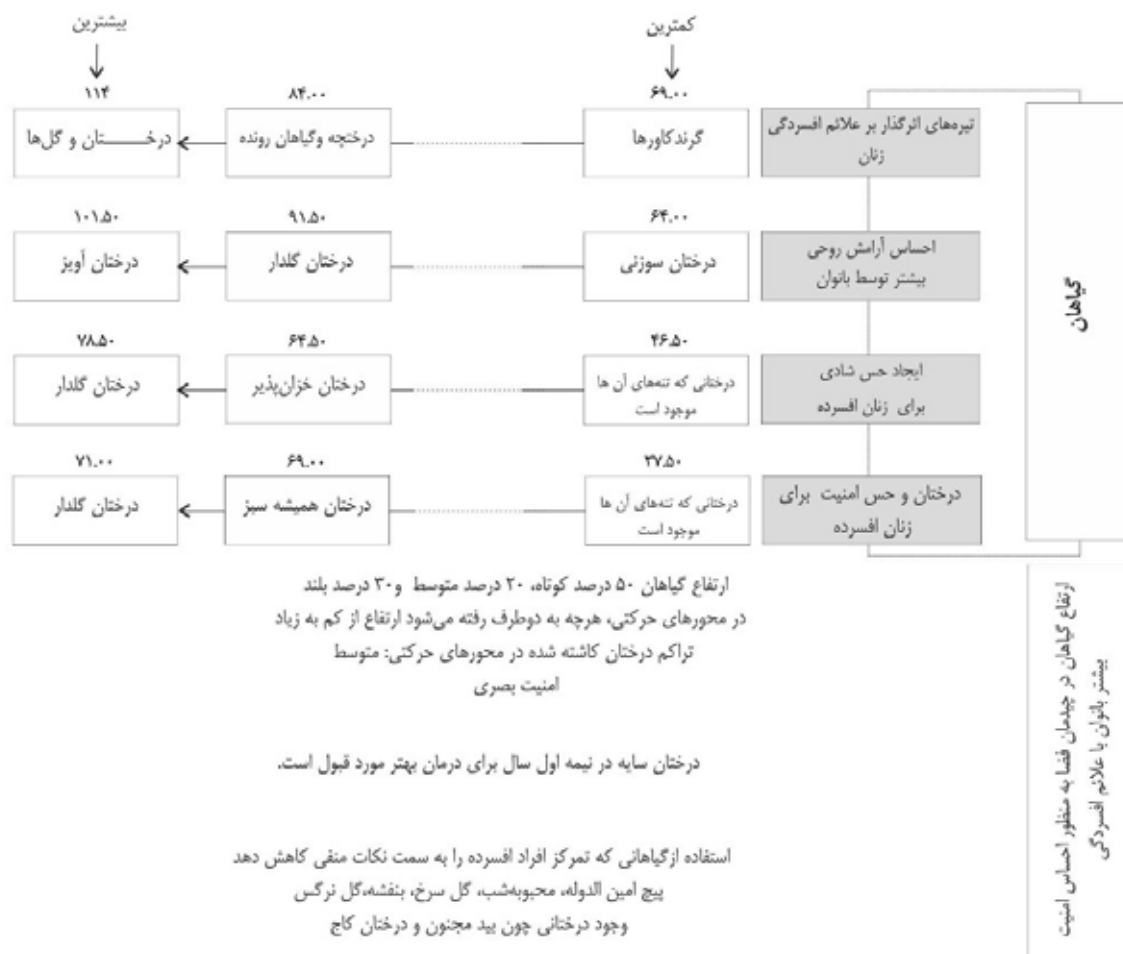 کمترین
بیشترین
۶۹.۰۰
۸۴.۰۰
۱۱۴
تیره‌های اثرگذار بر علائم افسردگی
زنان
گرندکاورها
درختچه وگیاهان رونده
درختان و گل‌ها
۶۴.۰۰
۹۱.۵۰
۱۰۱.۵۰
احساس آرامش روحی
بیشتر توسط بانوان
درختان سوزنی
درختان گلدار
درختان آویز
۴۶.۵۰
۶۴.۵۰
۷۸.۵۰
ایجاد حس شادی
برای زنان افسرده
درختانی که تنه‌های آن ها
موجود است
درختان خزان‌پذیر
درختان گلدار
۳۷.۵۰
۶۹.۰۰
۷۱.۰۰
درختان و حس امنیت برای
زنان افسرده
درختانی که تنه‌های آن ها
موجود است
درختان همیشه سبز
درختان گلدار
گیاهان
ارتفاع گیاهان در چیدمان فضا به منظور احساس امنیت
بیشتر بانوان با علائم افسردگی
ارتفاع گیاهان ۵۰ درصد کوتاه، ۲۰ درصد متوسط و۳۰ درصد بلند
در محورهای حرکتی، هرچه به دوطرف رفته می‌شود ارتفاع از کم به زیاد
تراکم درختان کاشته شده در محورهای حرکتی: متوسط
امنیت بصری
درختان سایه در نیمه اول سال برای درمان بهتر مورد قبول است.
استفاده ازگیاهانی که تمرکز افراد افسرده را به سمت نکات منفی کاهش دهد
پیچ امین الدوله، محبوبه‌شب، گل سرخ، بنفشه،گل نرگس
وجود درختانی چون بید مجنون و درختان کاج